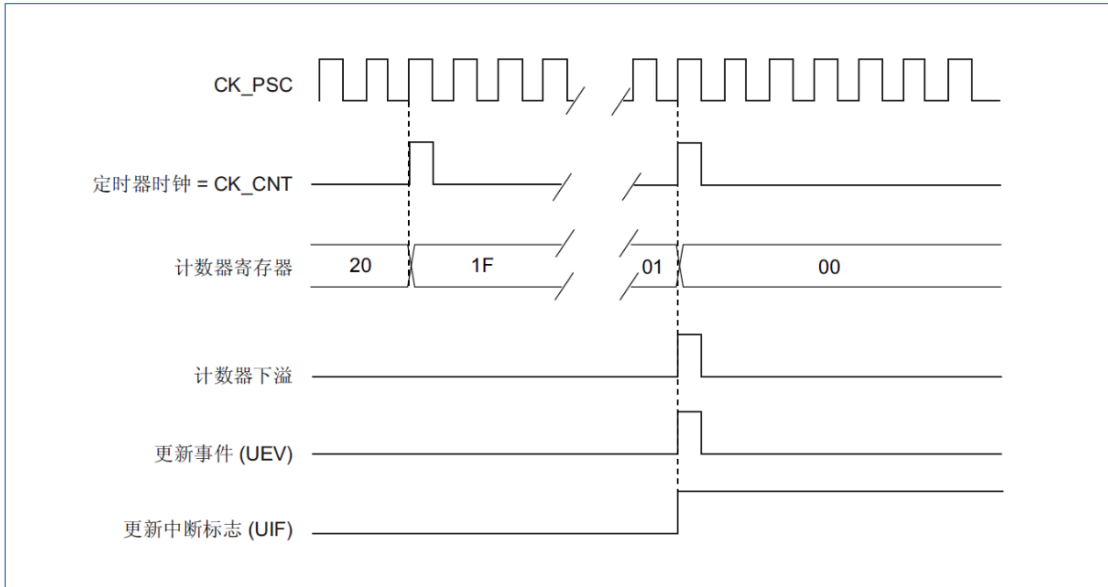 CK_PSC
定时器时钟 = CK_CNT
计数器寄存器 20 1F 01 00
计数器下溢
更新事件 (UEV)
更新中断标志 (UIF)